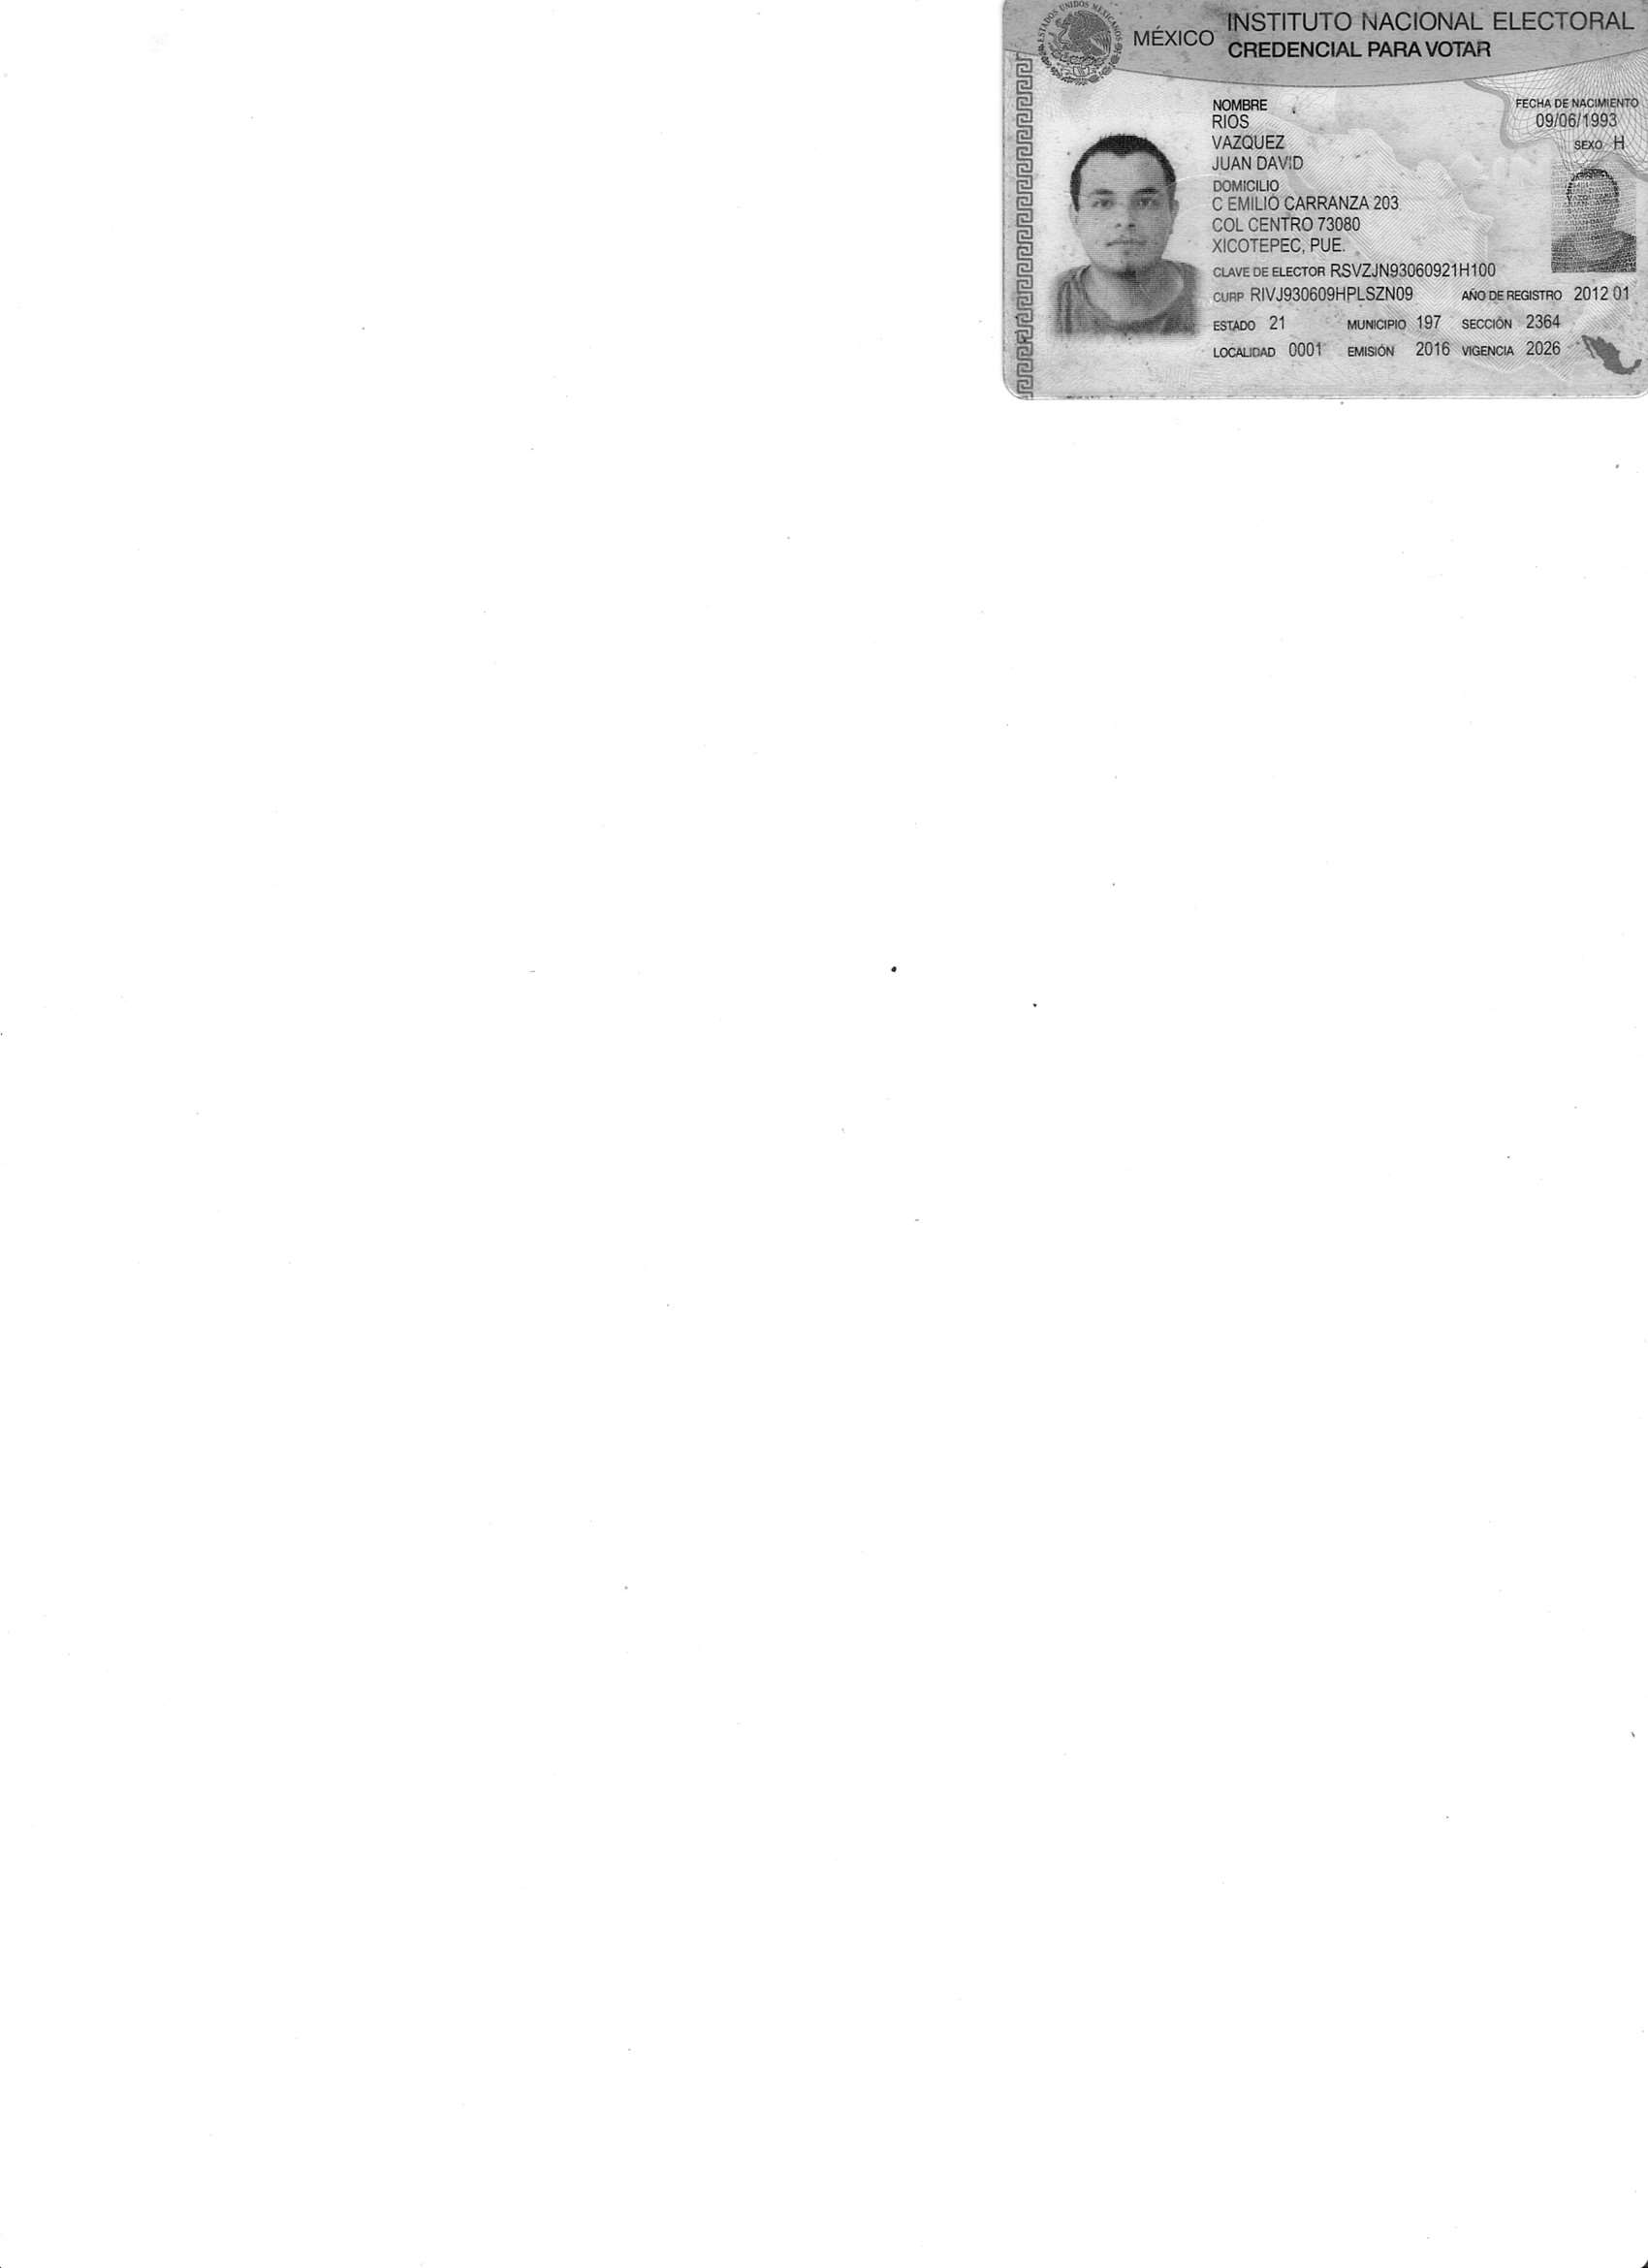 ESTADOS UNIDOS MEXICANOS
MÉXICO
INSTITUTO NACIONAL ELECTORAL
CREDENCIAL PARA VOTAR
NOMBRE
RIOS
VAZQUEZ
JUAN DAVID
FECHA DE NACIMIENTO
09/06/1993
SEXO H
DOMICILIO
C EMILIO CARRANZA 203
COL CENTRO 73080
XICOTEPEC, PUE.
CLAVE DE ELECTOR RSVZJN93060921H100
CURP RIVJ930609HPLSZN09 AÑO DE REGISTRO 2012 01
ESTADO 21 MUNICIPIO 197 SECCIÓN 2364
LOCALIDAD 0001 EMISIÓN 2016 VIGENCIA 2026